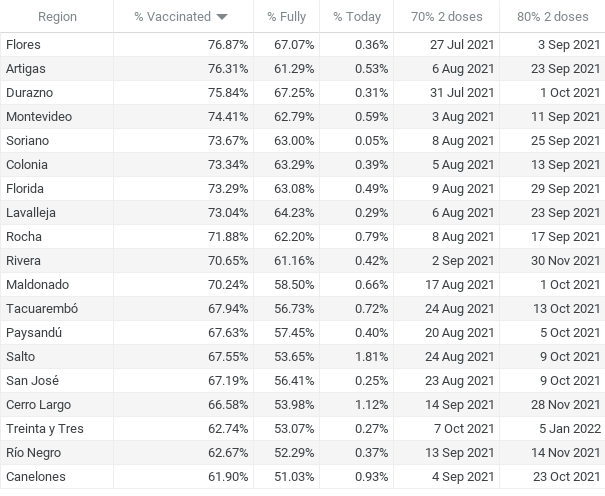 Region % Vaccinated % Fully % Today 70% 2 doses 80% 2 doses
Flores 76.87% 67.07% 0.36% 27 Jul 2021 3 Sep 2021
Artigas 76.31% 61.29% 0.53% 6 Aug 2021 23 Sep 2021
Durazno 75.84% 67.25% 0.31% 31 Jul 2021 1 Oct 2021
Montevideo 74.41% 62.79% 0.59% 3 Aug 2021 11 Sep 2021
Soriano 73.67% 63.00% 0.05% 8 Aug 2021 25 Sep 2021
Colonia 73.34% 63.29% 0.39% 5 Aug 2021 13 Sep 2021
Florida 73.29% 63.08% 0.49% 9 Aug 2021 29 Sep 2021
Lavalleja 73.04% 64.23% 0.29% 6 Aug 2021 23 Sep 2021
Rocha 71.88% 62.20% 0.79% 8 Aug 2021 17 Sep 2021
Rivera 70.65% 61.16% 0.42% 2 Sep 2021 30 Nov 2021
Maldonado 70.24% 58.50% 0.66% 17 Aug 2021 1 Oct 2021
Tacuarembó 67.94% 56.73% 0.72% 24 Aug 2021 13 Oct 2021
Paysandú 67.63% 57.45% 0.40% 20 Aug 2021 5 Oct 2021
Salto 67.55% 53.65% 1.81% 24 Aug 2021 9 Oct 2021
San José 67.19% 56.41% 0.25% 23 Aug 2021 9 Oct 2021
Cerro Largo 66.58% 53.98% 1.12% 14 Sep 2021 28 Nov 2021
Treinta y Tres 62.74% 53.07% 0.27% 7 Oct 2021 5 Jan 2022
Río Negro 62.67% 52.29% 0.37% 13 Sep 2021 14 Nov 2021
Canelones 61.90% 51.03% 0.93% 4 Sep 2021 23 Oct 2021